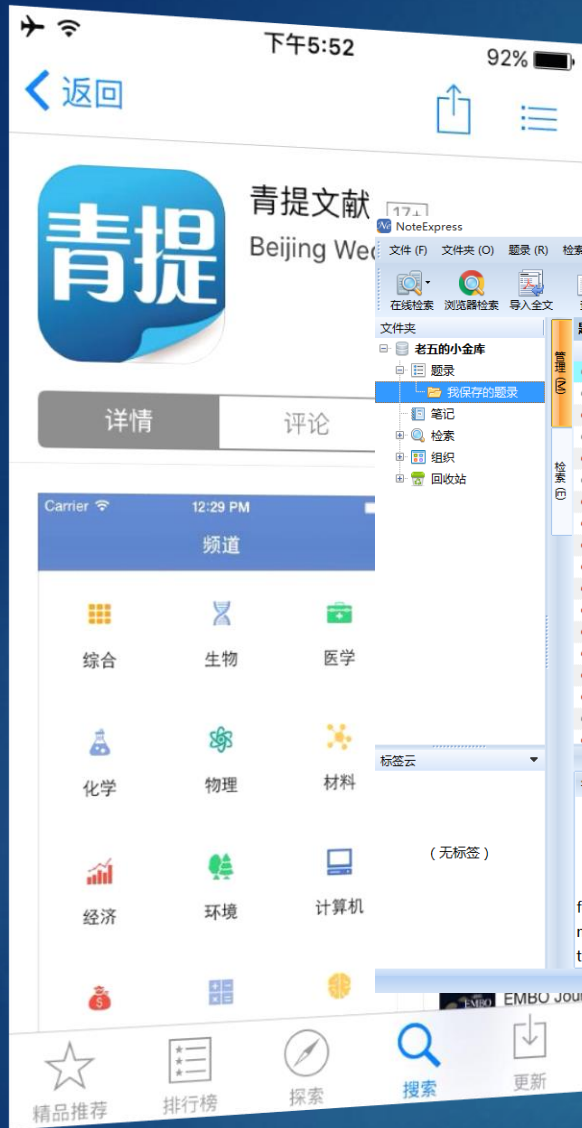 下午5:52
92%
返回
青提
青提文献 17+
Beijing
详情 评论
Carrier 12:29 PM
频道
综合 生物 医学
化学 物理 材料
经济 环境 计算机
EMBO
EMBO
精品推荐 排行榜 探索 搜索 更新
Ne NoteExpress
文件 (F) 文件夹 (O) 题录 (R)
在线检索 浏览器检索 导入全文
文件夹
老五的小金库
题录
我保存的题录
笔记
检索
组织
回收站
管理 (M)
检索 (E)
标签云
( 无标签 )